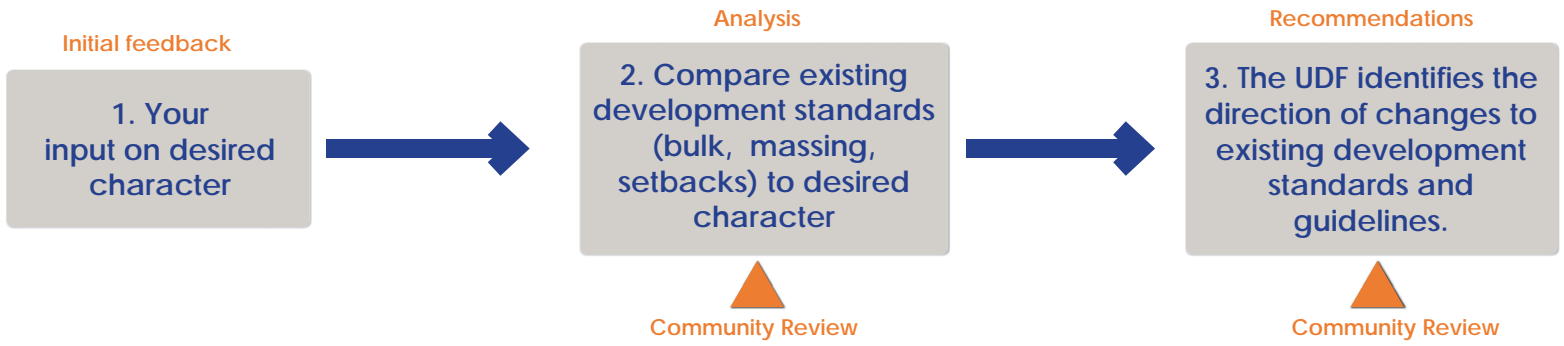 Initial feedback
1. Your
input on desired
character
Analysis
2. Compare existing
development standards
(bulk, massing,
setbacks) to desired
character
Community Review
Recommendations
3. The UDF identifies the
direction of changes to
existing development
standards and
guidelines.
Community Review